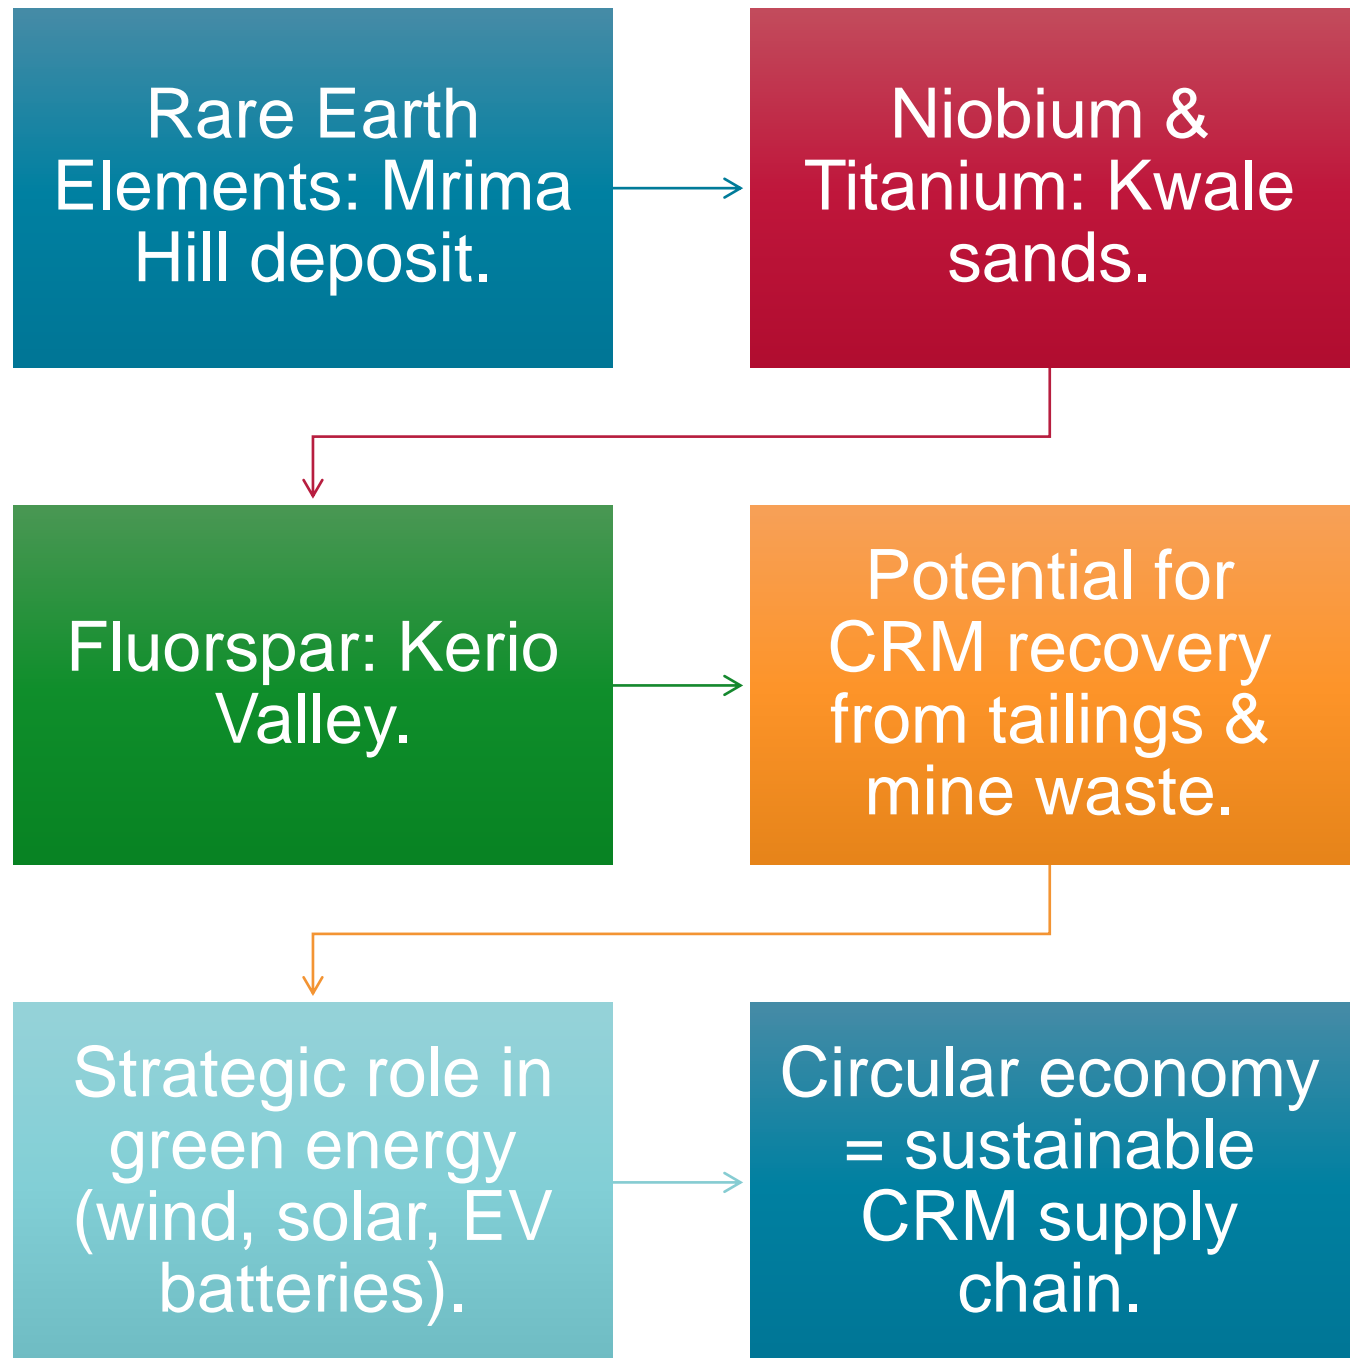 Rare Earth
Elements: Mrima
Hill deposit.
Niobium &
Titanium: Kwale
sands.
Fluorspar: Kerio
Valley.
Potential for
CRM recovery
from tailings &
mine waste.
Strategic role in
green energy
(wind, solar, EV
batteries).
Circular economy
= sustainable
CRM supply
chain.